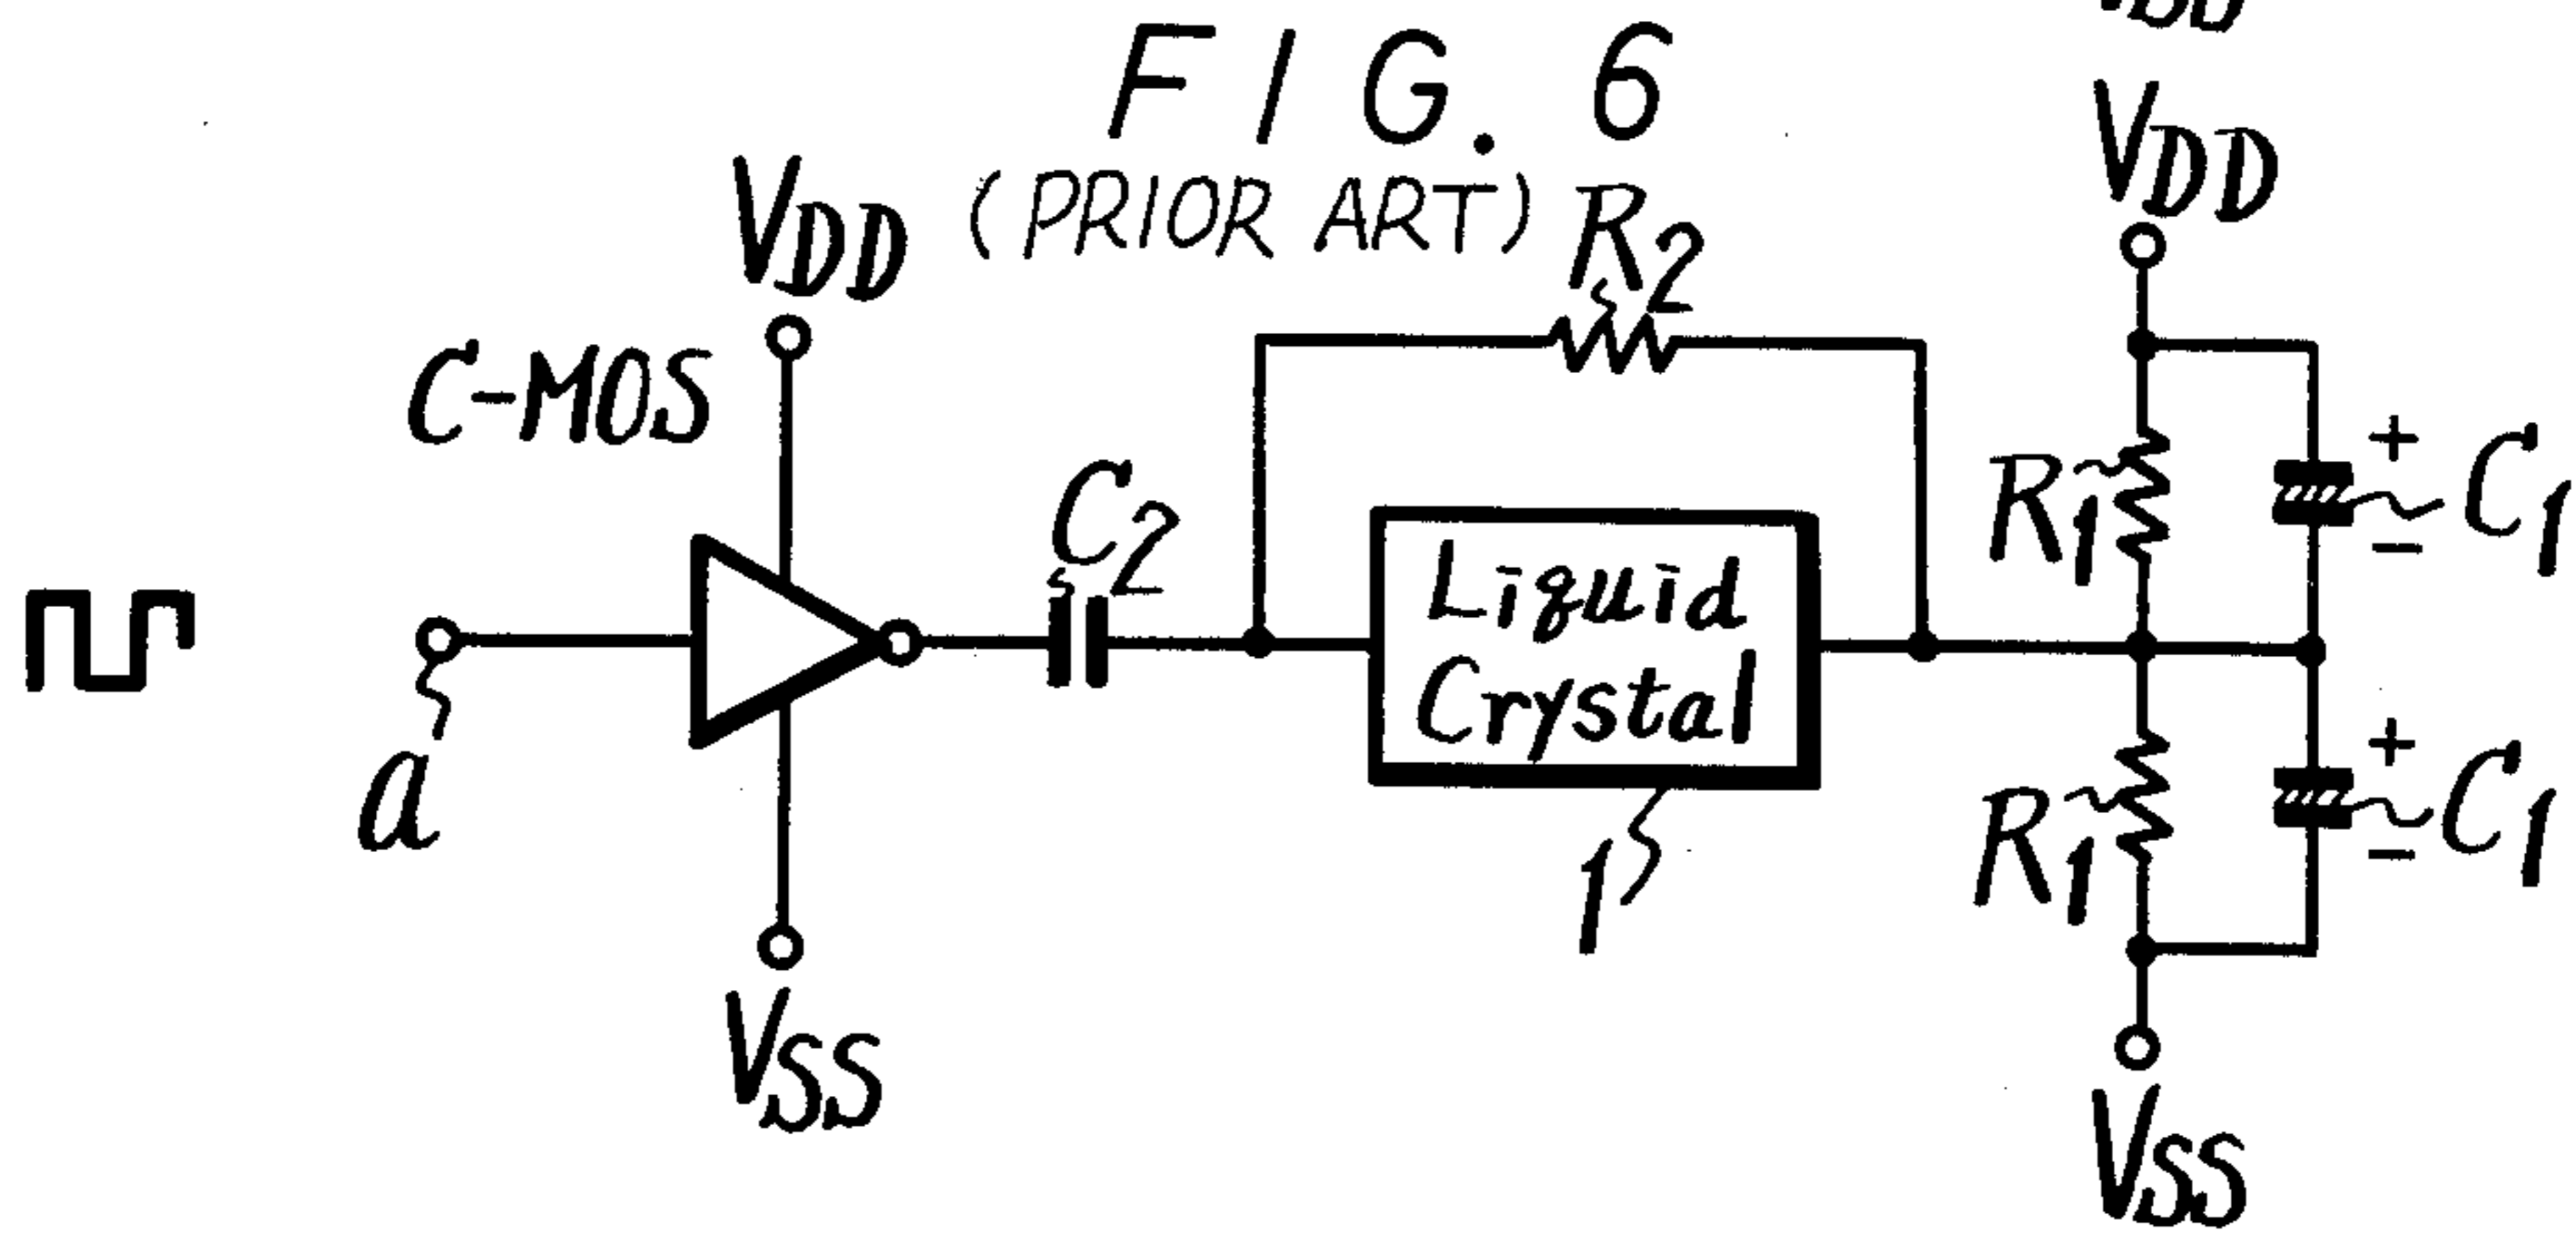 FIG. 6
(PRIOR ART)
VDD
VDD
C-MOS
R2
C2
R1
+
C1
-
Liquid
Crystal
a
1
R1
+
C1
-
VSS
VSS